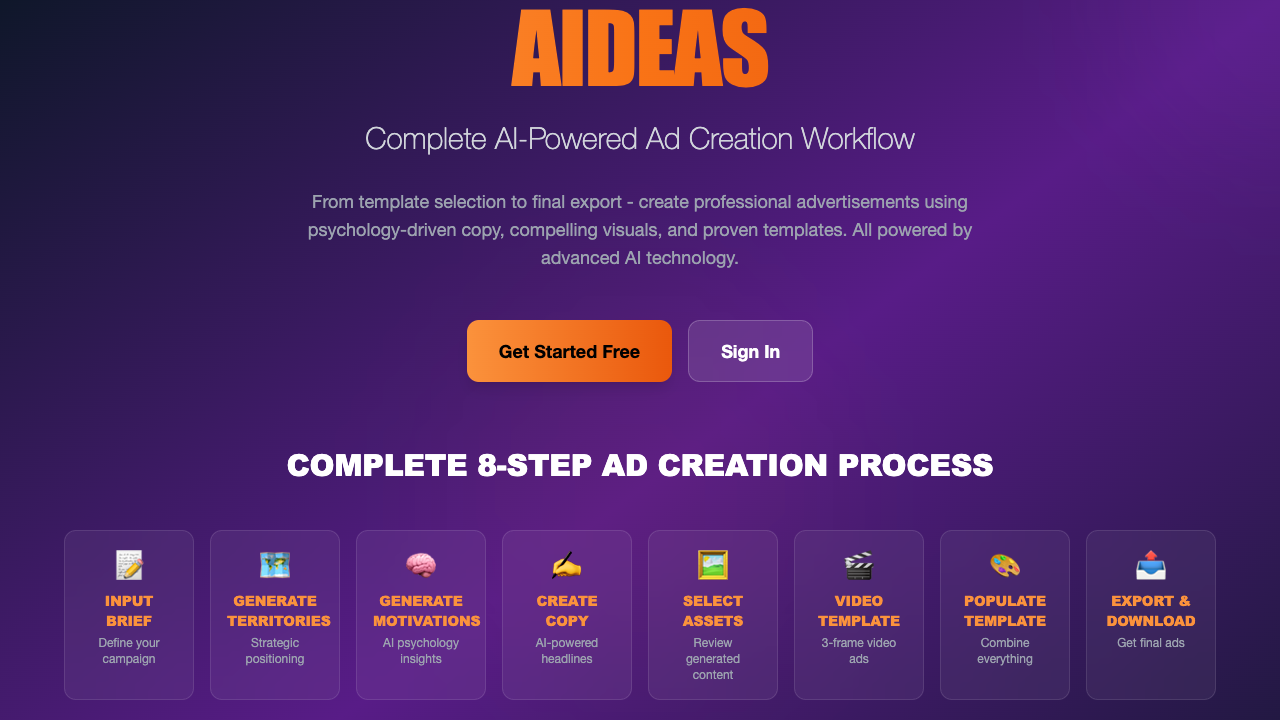 AIDEAS
Complete AI-Powered Ad Creation Workflow
From template selection to final export - create professional advertisements using
psychology-driven copy, compelling visuals, and proven templates. All powered by
advanced AI technology.
Get Started Free
Sign In
COMPLETE 8-STEP AD CREATION PROCESS
INPUT
BRIEF
Define your
campaign
GENERATE
TERRITORIES
Strategic
positioning
GENERATE
MOTIVATIONS
AI psychology
insights
CREATE
COPY
AI-powered
headlines
SELECT
ASSETS
Review
generated
content
VIDEO
TEMPLATE
3-frame video
ads
POPULATE
TEMPLATE
Combine
everything
EXPORT &
DOWNLOAD
Get final ads